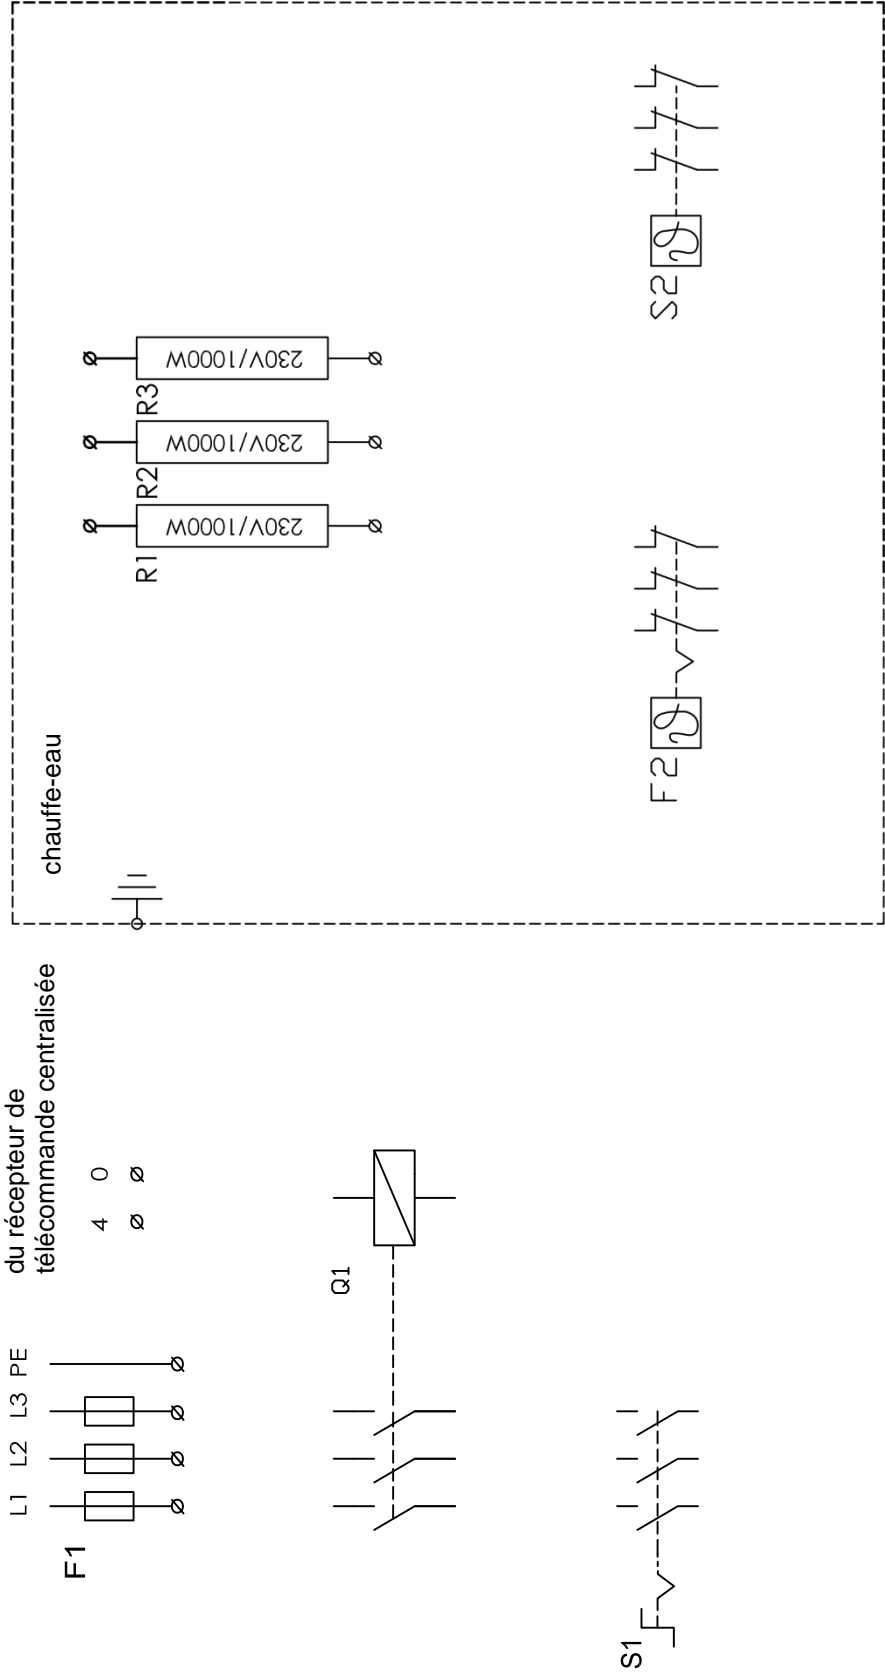 F1
L1 L2 L3 PE
du récepteur de
télécommande centralisée
4 0
chauffe-eau
R1
230V/1000W
R2
230V/1000W
R3
230V/1000W
Q1
S1
F2
S2